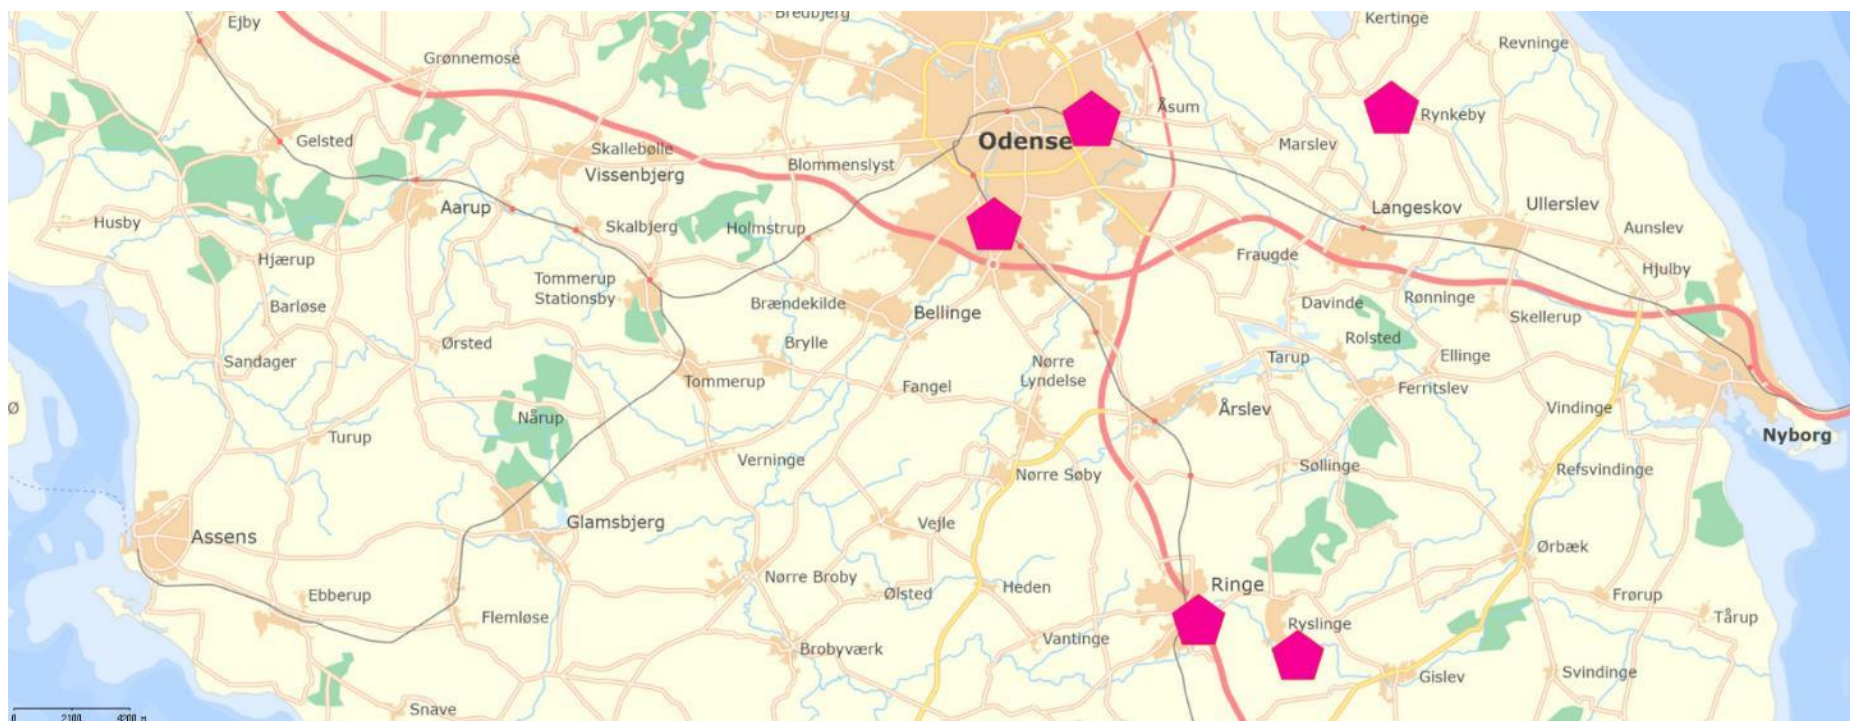 Ejby
Bredbjerg
Kertinge
Revninge
Grønnemose
Åsum
Rynkeby
Gelsted
Skallebølle
Odense
Marslev
Blommenslyst
Vissenbjerg
Aarup
Langeskov
Ullerslev
Husby
Skalbjerg
Holmstrup
Aunslev
Hjærup
Fraugde
Hjulby
Tommerup
Stationsby
Barløse
Brændekilde
Bellinge
Davinde
Rønninge
Skellerup
Ørsted
Brylle
Rolsted
Sandager
Nørre
Lyndelse
Tarup
Ellinge
Tommerup
Fangel
Ferritslev
Ø
Nårup
Årslev
Vindinge
Turup
Nyborg
Verninge
Nørre Søby
Søllinge
Refsvindinge
Glamsbjerg
Vejle
Assens
Ørbæk
Nørre Broby
Ringe
Heden
Ølsted
Ebberup
Frørup
Flemløse
Ryslinge
Tårup
Vantinge
Brobyværk
Gislev
Svindinge
Snave
0 2100 4200 m